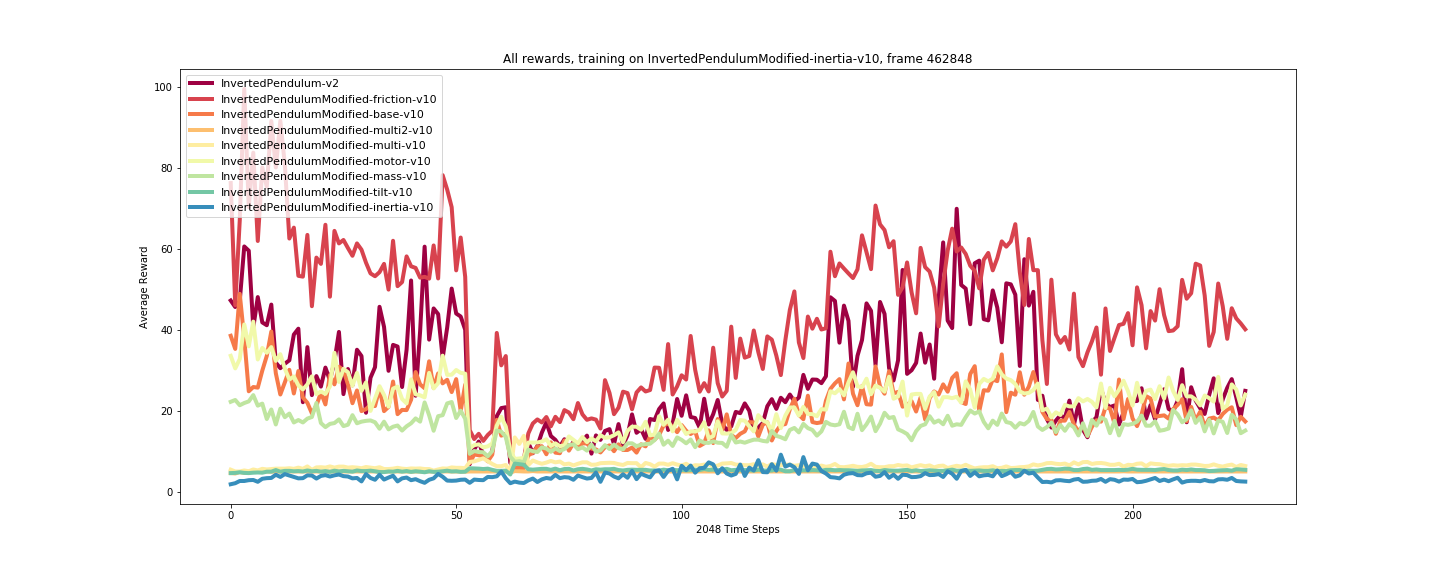 All rewards, training on InvertedPendulumModified-inertia-v10, frame 462848
InvertedPendulum-v2
InvertedPendulumModified-friction-v10
InvertedPendulumModified-base-v10
InvertedPendulumModified-multi2-v10
InvertedPendulumModified-multi-v10
InvertedPendulumModified-motor-v10
InvertedPendulumModified-mass-v10
InvertedPendulumModified-tilt-v10
InvertedPendulumModified-inertia-v10
Average Reward
100
80
60
40
20
0
0
50
100
150
200
2048 Time Steps